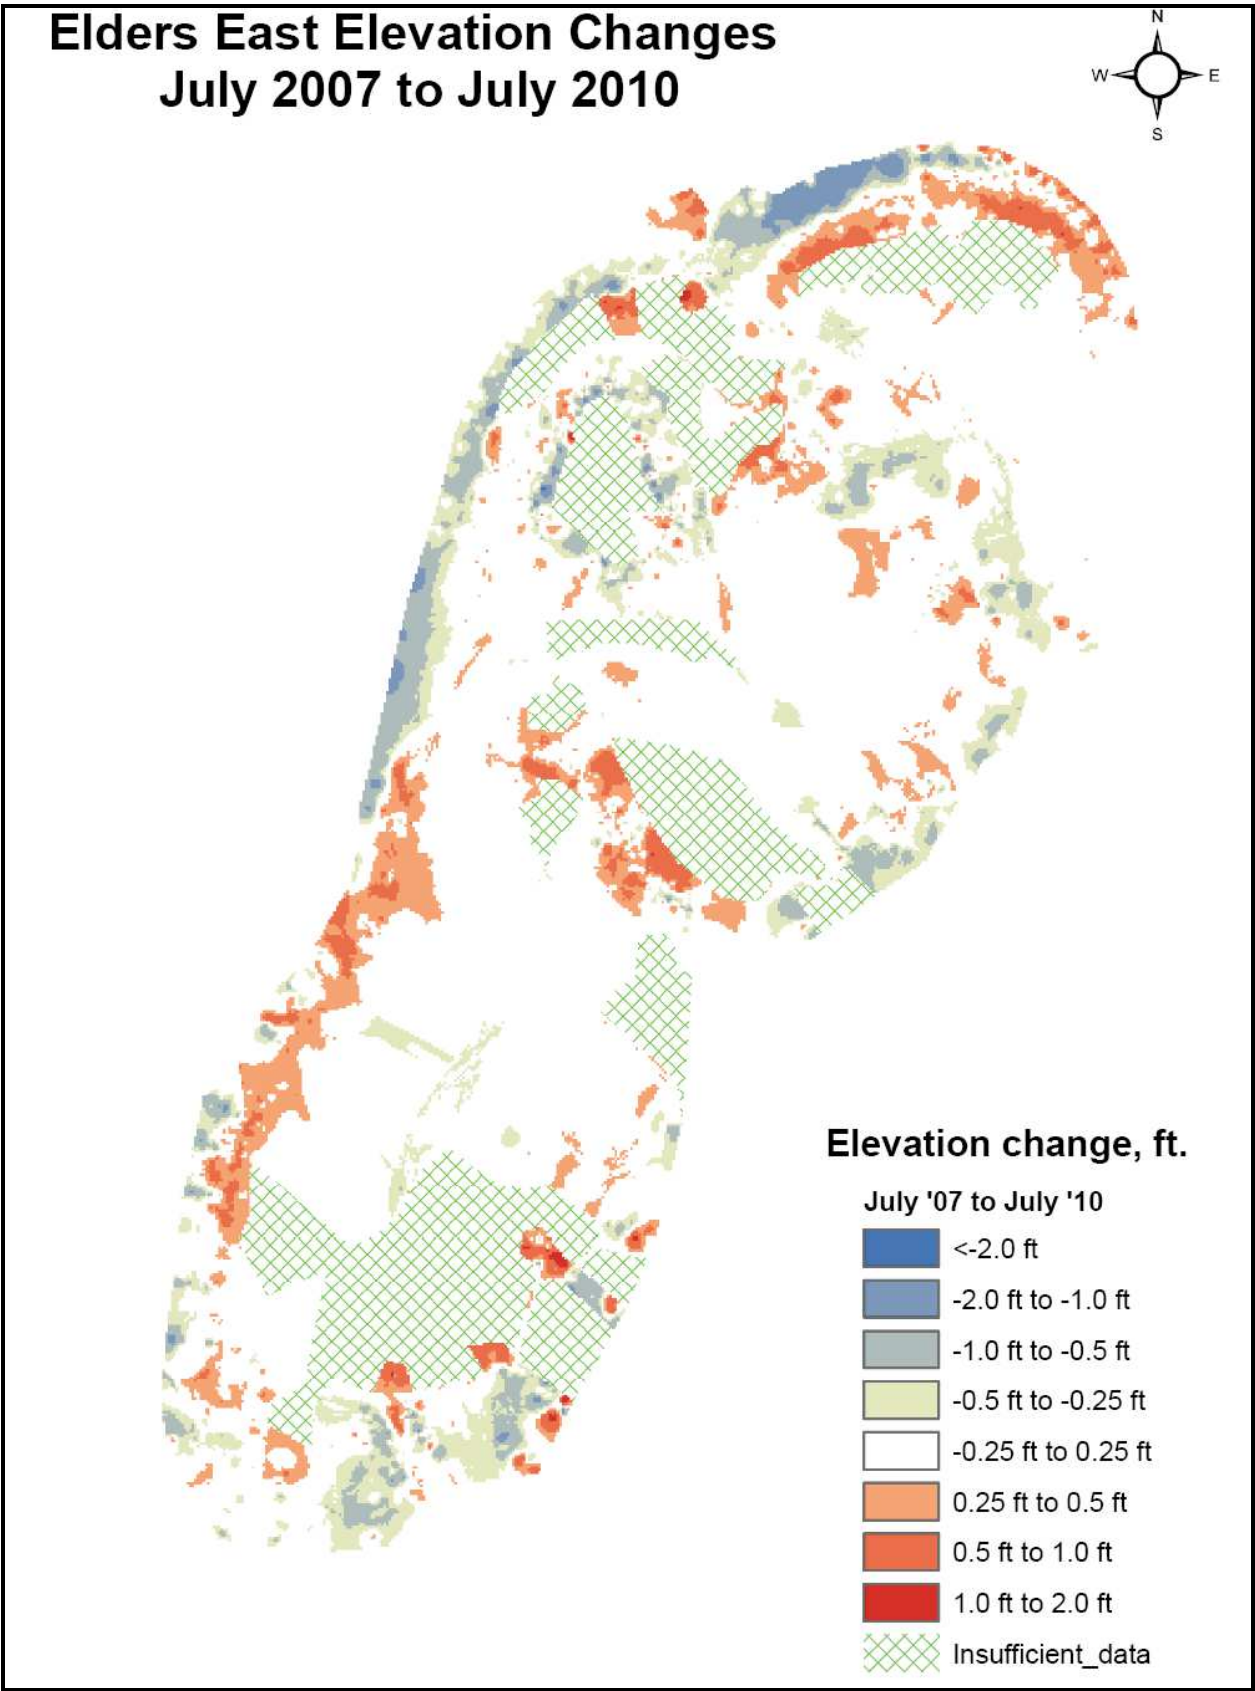 Elders East Elevation Changes
July 2007 to July 2010
N
W
E
S
Elevation change, ft.
July '07 to July '10
<-2.0 ft
-2.0 ft to -1.0 ft
-1.0 ft to -0.5 ft
-0.5 ft to -0.25 ft
-0.25 ft to 0.25 ft
0.25 ft to 0.5 ft
0.5 ft to 1.0 ft
1.0 ft to 2.0 ft
Insufficient_data